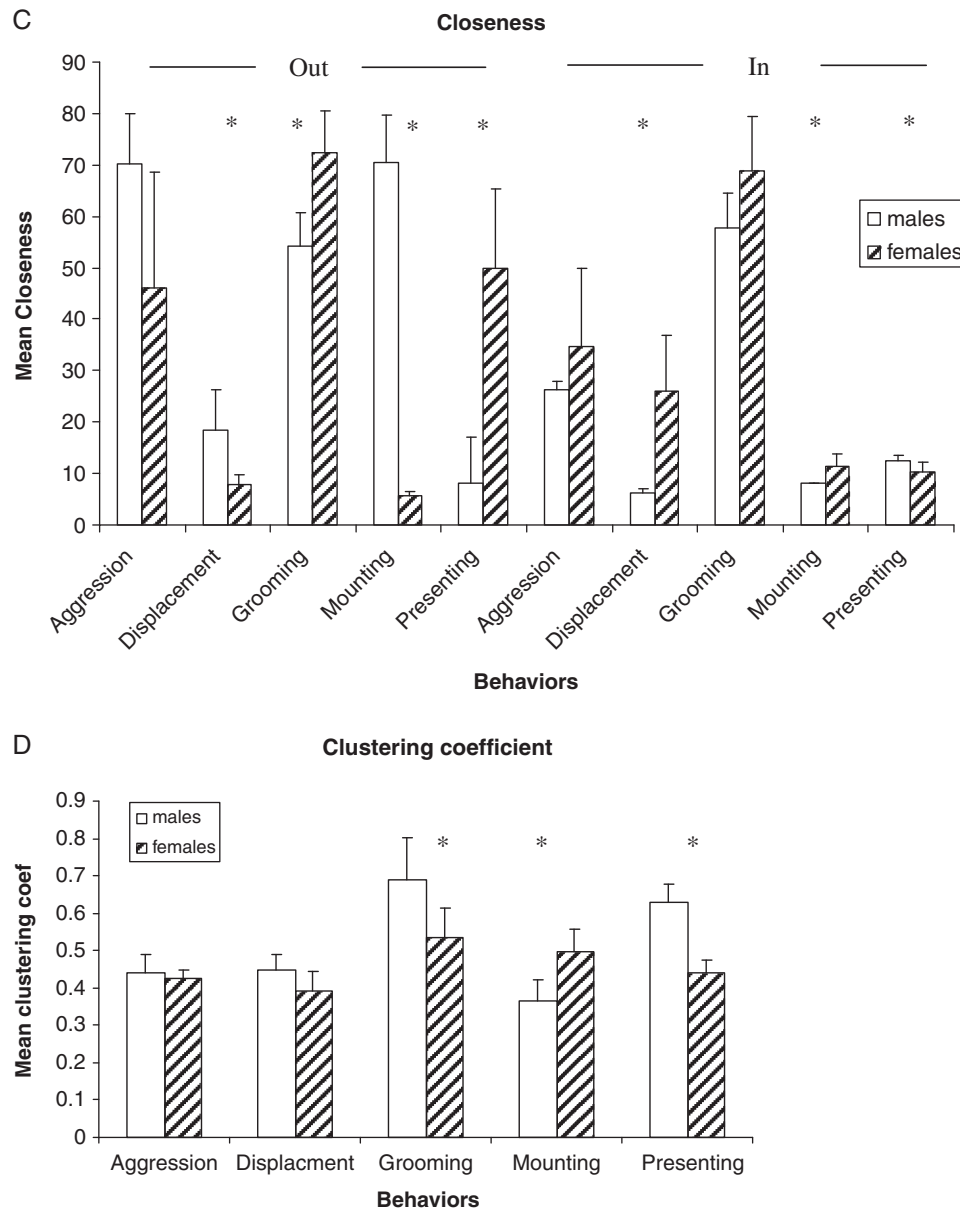 C
Closeness
Out In
* * * * * * *
90
80
70
60
50
40
30
20
10
0
Mean Closeness
males
females
Aggression Displacement Grooming Mounting Presenting Aggression Displacement Grooming Mounting Presenting
Behaviors
D
Clustering coefficient
males
females
* * *
0.9
0.8
0.7
0.6
0.5
0.4
0.3
0.2
0.1
0
Mean clustering coef
Aggression Displacment Grooming Mounting Presenting
Behaviors